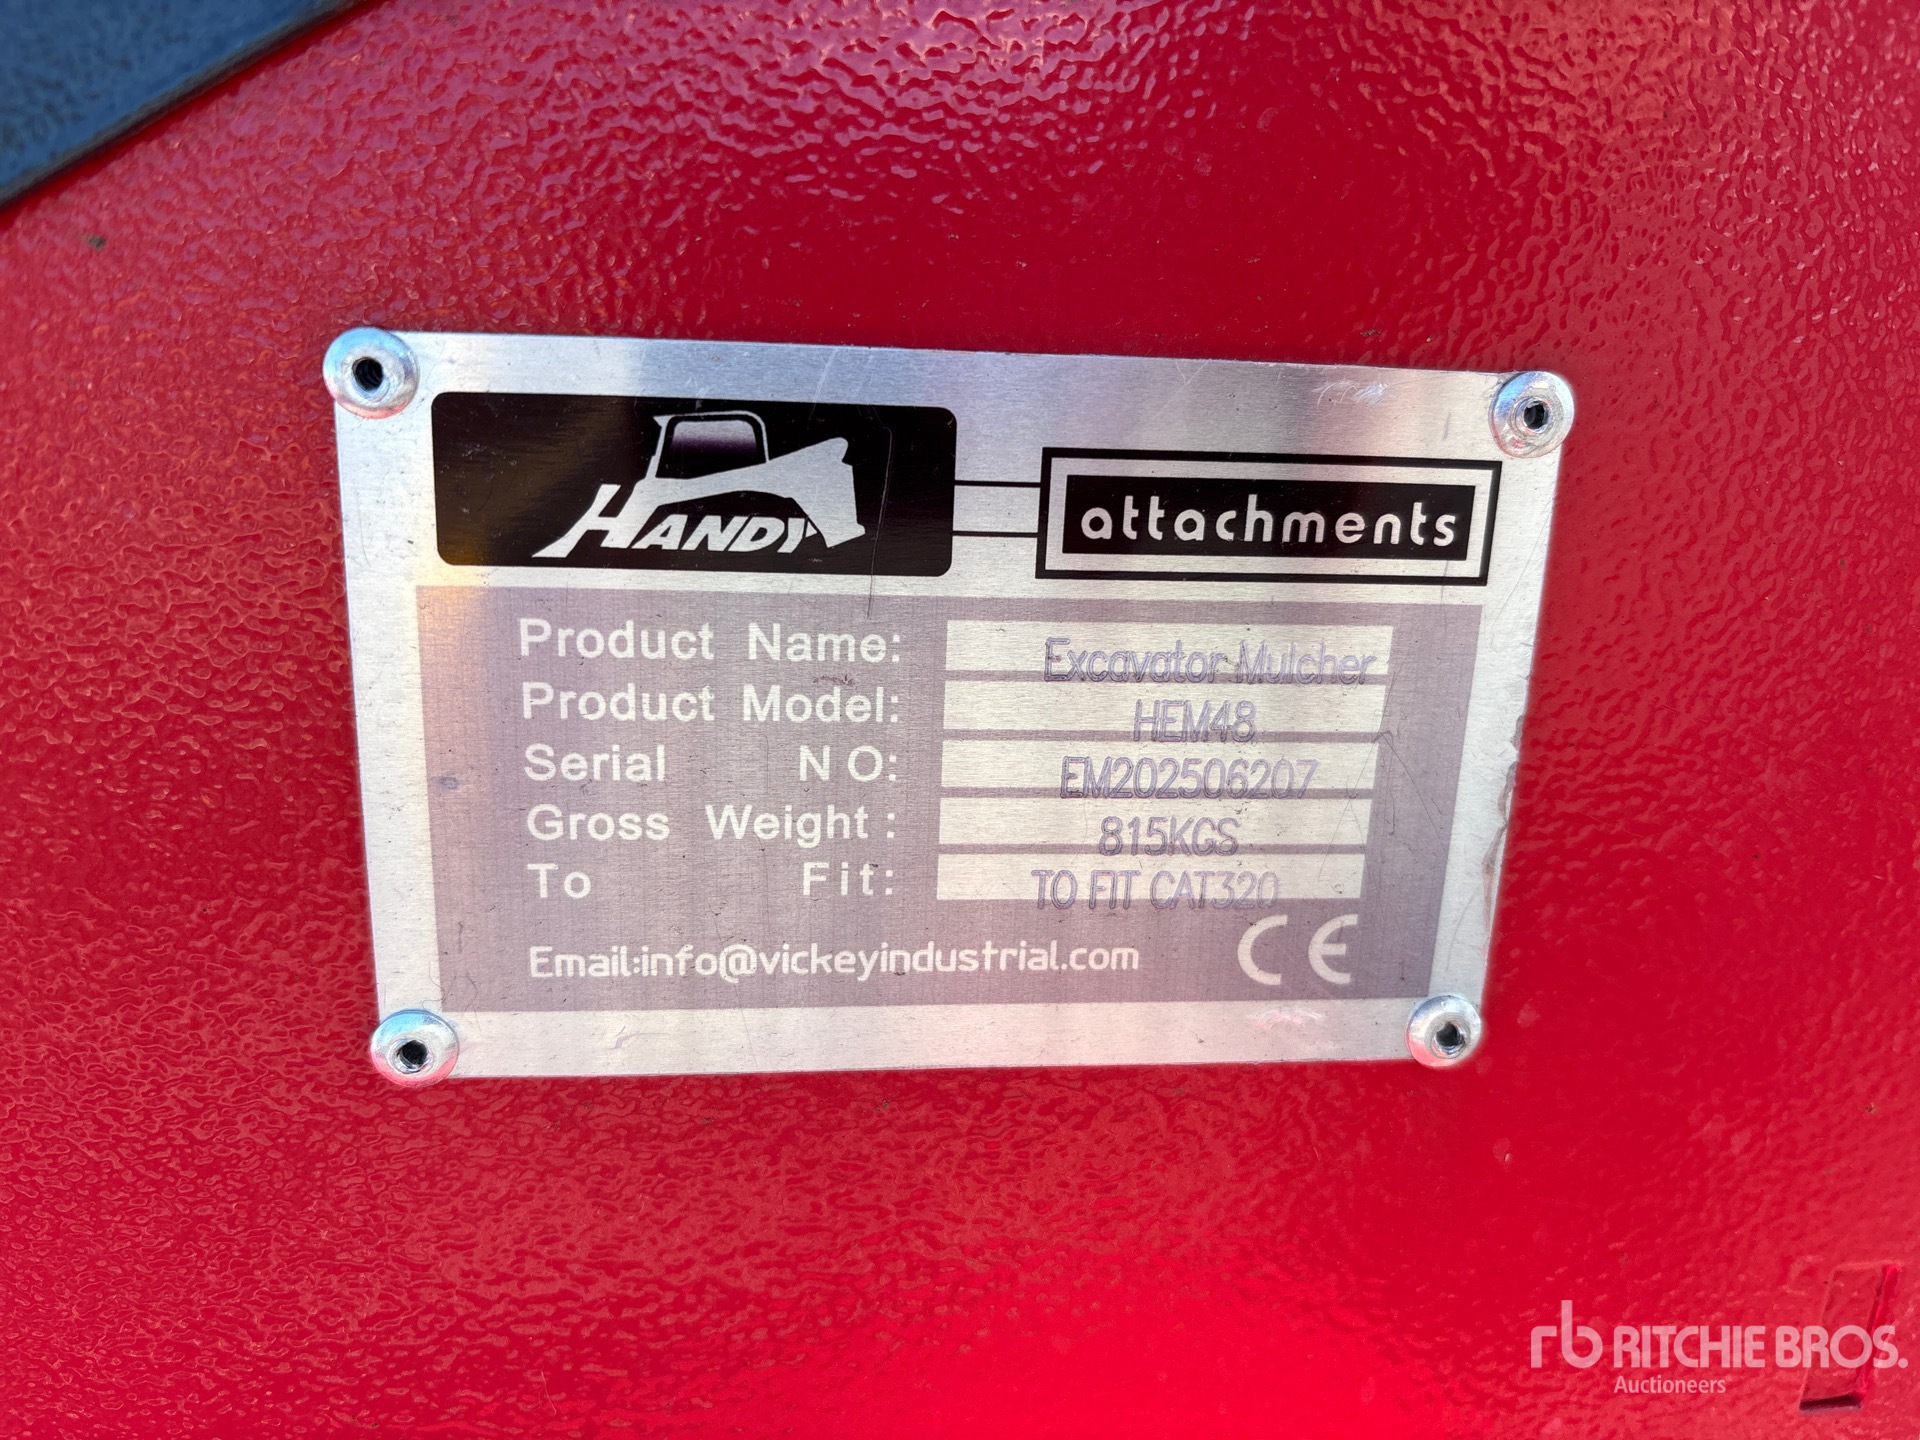 HANDY attachments
Product Name: Excavator Mulcher
Product Model: HEM48
Serial NO: EM202506207
Gross Weight: 815KGS
To Fit: TO FIT CAT320
Email:info@vickeyindustrial.com CE
rb RITCHIE BROS.
Auctioneers